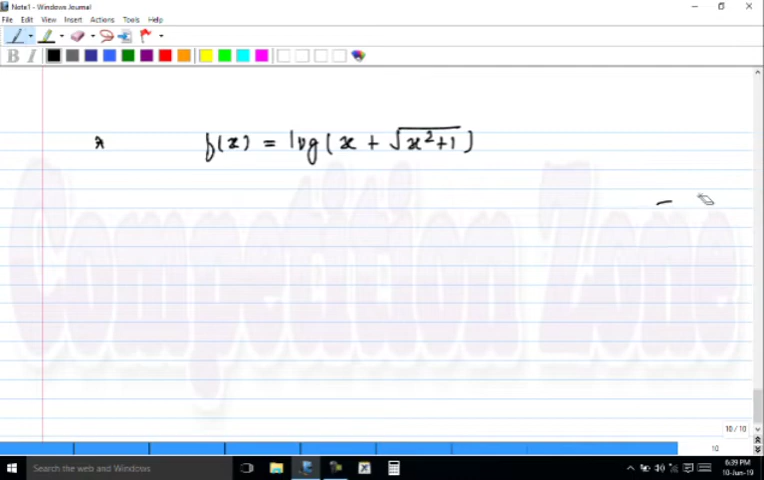 Note1 - Windows Journal
File Edit View Insert Actions Tools Help
B I
f(x) = log(x + √x²+1)
Competition Zone
10 / 10
10
Search the web and Windows
6:39 PM
10-Jun-19